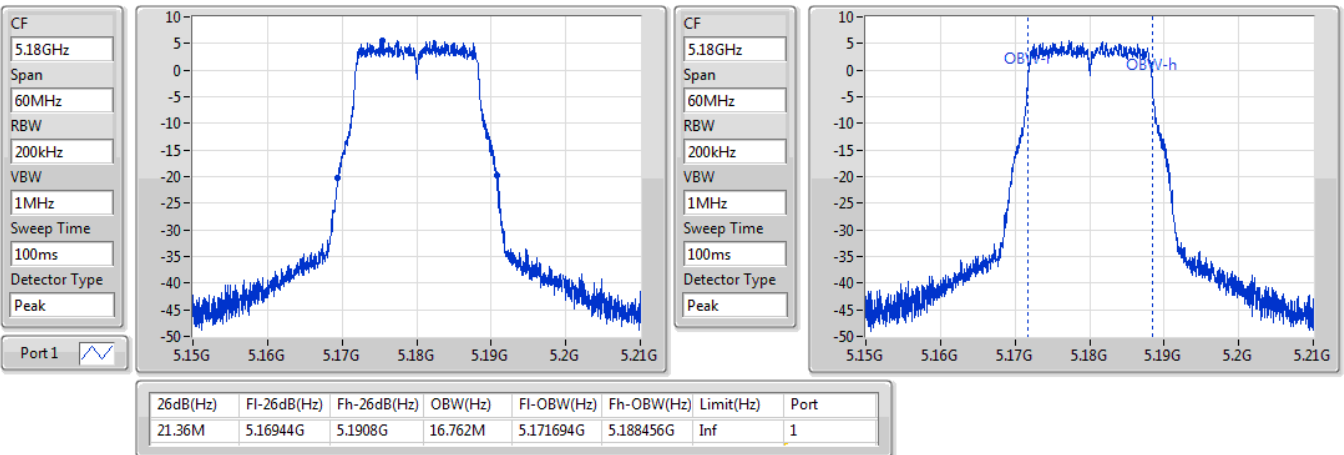 CF
5.18GHz
Span
60MHz
RBW
200kHz
VBW
1MHz
Sweep Time
100ms
Detector Type
Peak
Port 1
10
5
0
-5
-10
-15
-20
-25
-30
-35
-40
-45
-50
5.15G 5.16G 5.17G 5.18G 5.19G 5.2G 5.21G
CF
5.18GHz
Span
60MHz
RBW
200kHz
VBW
1MHz
Sweep Time
100ms
Detector Type
Peak
10
5
0
-5
-10
-15
-20
-25
-30
-35
-40
-45
-50
OBW-l
OBW-h
5.15G 5.16G 5.17G 5.18G 5.19G 5.2G 5.21G
26dB(Hz) Fl-26dB(Hz) Fh-26dB(Hz) OBW(Hz) Fl-OBW(Hz) Fh-OBW(Hz) Limit(Hz) Port
21.36M 5.16944G 5.1908G 16.762M 5.171694G 5.188456G Inf 1